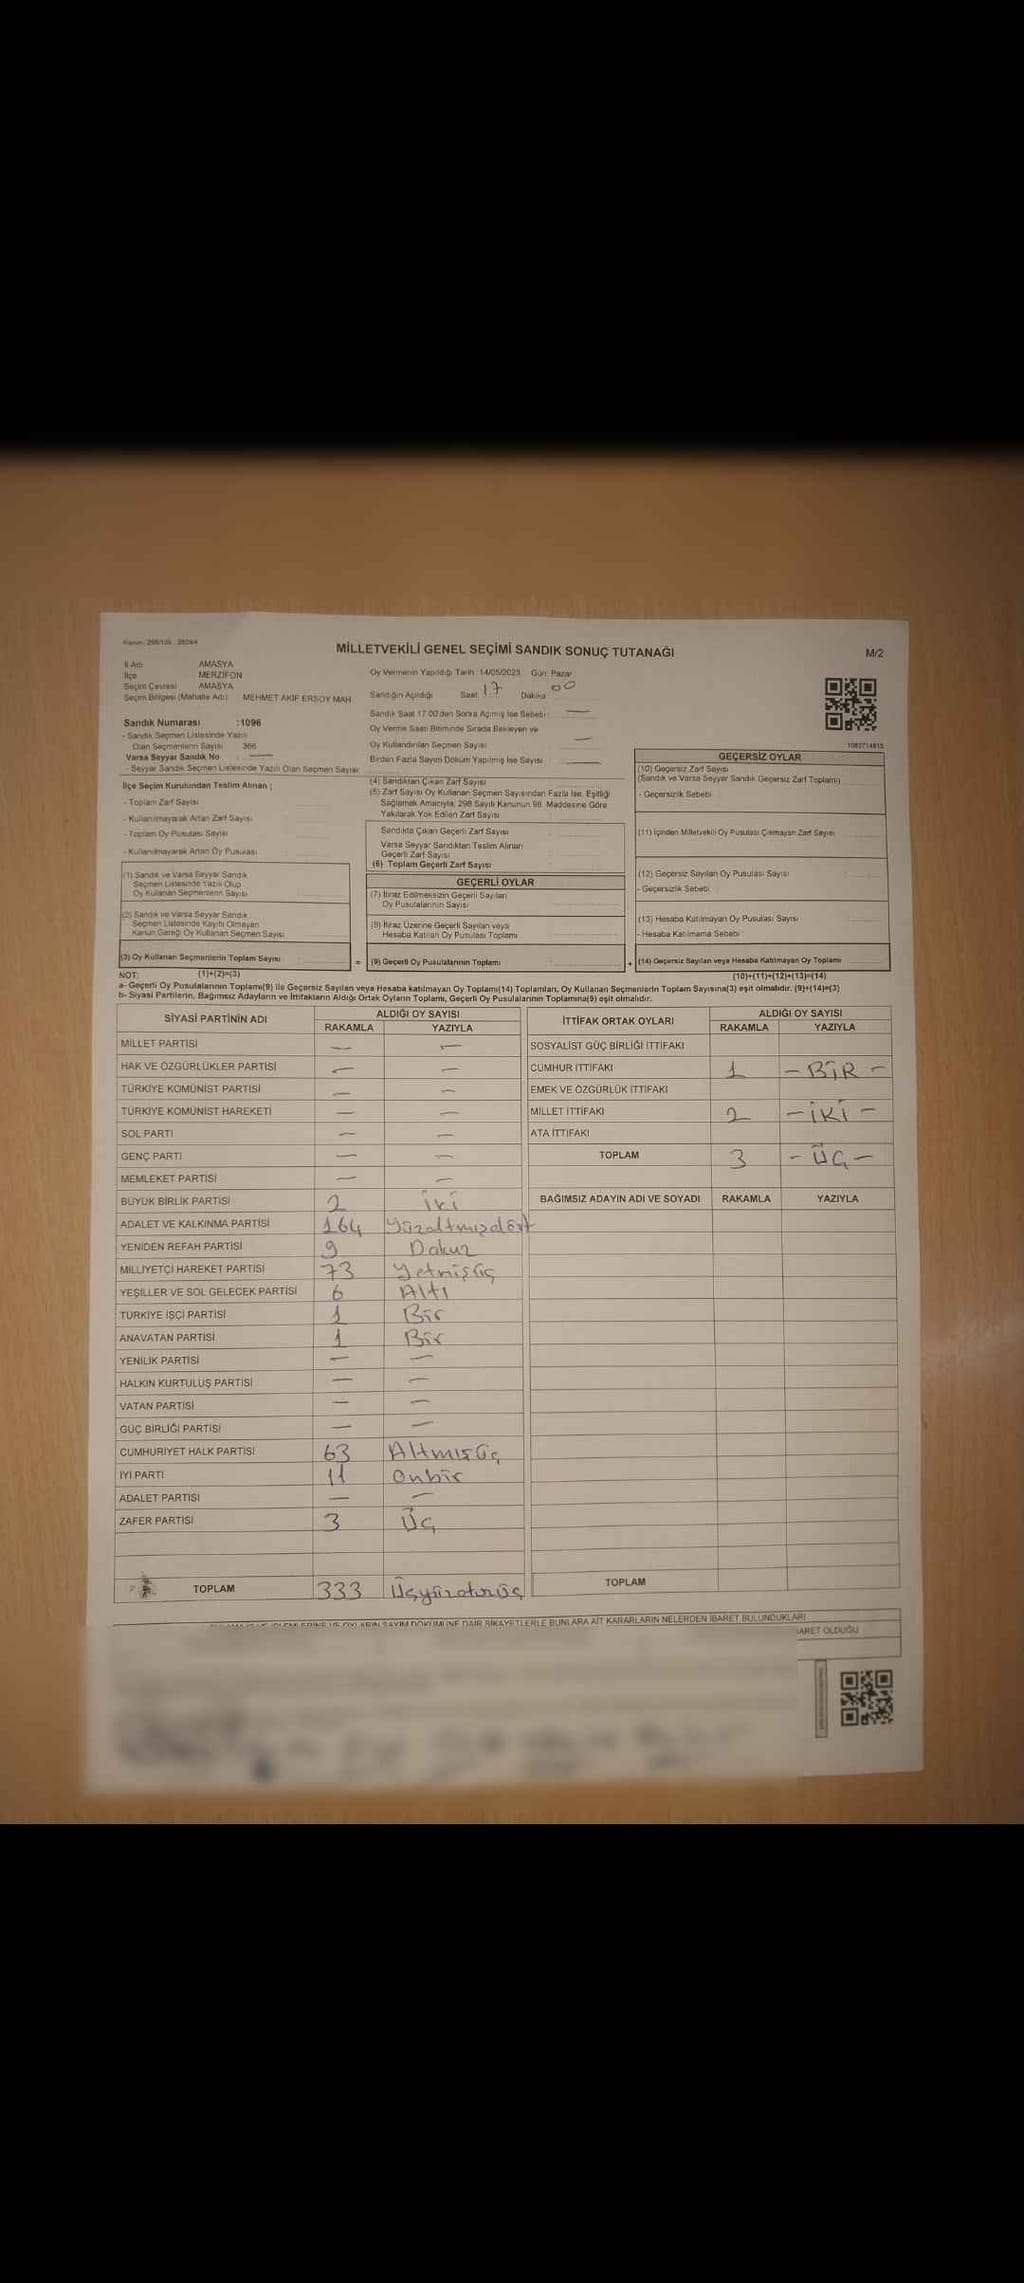 Kanun: 298/105 : 2839/4
MİLLETVEKİLİ GENEL SEÇİMİ SANDIK SONUÇ TUTANAĞI
M/2
İl Adı AMASYA
İlçe MERZİFON
Seçim Çevresi AMASYA
Seçim Bölgesi (Mahalle Adı) MEHMET AKİF ERSOY MAH
Oy Vermenin Yapıldığı Tarih :14/05/2023 Gün: Pazar
Sandığın Açıldığı Saat 17 Dakika 00
Sandık Saat 17:00'den Sonra Açılmış İse Sebebi : —
Oy Verme Saati Bitiminde Sırada Bekleyen ve
Oy Kullandırılan Seçmen Sayısı —
Birden Fazla Sayım Döküm Yapılmış İse Sayısı —
Sandık Numarası :1096
- Sandık Seçmen Listesinde Yazılı
Olan Seçmenlerin Sayısı 366
Varsa Seyyar Sandık No : —
- Seyyar Sandık Seçmen Listesinde Yazılı Olan Seçmen Sayısı:
1083714815
İlçe Seçim Kurulundan Teslim Alınan ;
- Toplam Zarf Sayısı
- Kullanılmayarak Artan Zarf Sayısı
- Toplam Oy Pusulası Sayısı
- Kullanılmayarak Artan Oy Pusulası :
(1) Sandık ve Varsa Seyyar Sandık
Seçmen Listesinde Yazılı Olup
Oy Kullanan Seçmenlerin Sayısı
(2) Sandık ve Varsa Seyyar Sandık
Seçmen Listesinde Kayıtlı Olmayan
Kanun Gereği Oy Kullanan Seçmen Sayısı
(3) Oy Kullanan Seçmenlerin Toplam Sayısı
(4) Sandıktan Çıkan Zarf Sayısı
(5) Zarf Sayısı Oy Kullanan Seçmen Sayısından Fazla İse, Eşitliği
Sağlamak Amacıyla, 298 Sayılı Kanunun 98. Maddesine Göre
Yakılarak Yok Edilen Zarf Sayısı
Sandıkta Çıkan Geçerli Zarf Sayısı
Varsa Seyyar Sandıktan Teslim Alınan
Geçerli Zarf Sayısı
(6) Toplam Geçerli Zarf Sayısı
GEÇERLİ OYLAR
(7) İtiraz Edilmeksizin Geçerli Sayılan
Oy Pusulalarının Sayısı
(8) İtiraz Üzerine Geçerli Sayılan veya
Hesaba Katılan Oy Pusulası Toplamı
= (9) Geçerli Oy Pusulalarının Toplamı
GEÇERSİZ OYLAR
(10) Geçersiz Zarf Sayısı
(Sandık ve Varsa Seyyar Sandık Geçersiz Zarf Toplamı)
- Geçersizlik Sebebi
(11) İçinden Milletvekili Oy Pusulası Çıkmayan Zarf Sayısı
(12) Geçersiz Sayılan Oy Pusulası Sayısı
- Geçersizlik Sebebi
(13) Hesaba Katılmayan Oy Pusulası Sayısı
- Hesaba Katılmama Sebebi
+ (14) Geçersiz Sayılan veya Hesaba Katılmayan Oy Toplamı
NOT: (1)+(2)=(3) (10)+(11)+(12)+(13)=(14)
a- Geçerli Oy Pusulalarının Toplamı(9) ile Geçersiz Sayılan veya Hesaba katılmayan Oy Toplamı(14) Toplamları, Oy Kullanan Seçmenlerin Toplam Sayısına(3) eşit olmalıdır. (9)+(14)=(3)
b- Siyasi Partilerin, Bağımsız Adayların ve İttifakların Aldığı Ortak Oyların Toplamı, Geçerli Oy Pusulalarının Toplamına(9) eşit olmalıdır.
SİYASİ PARTİNİN ADI ALDIĞI OY SAYISI
RAKAMLA YAZIYLA
MİLLET PARTİSİ — —
HAK VE ÖZGÜRLÜKLER PARTİSİ — —
TÜRKİYE KOMÜNİST PARTİSİ — —
TÜRKİYE KOMÜNİST HAREKETİ — —
SOL PARTİ — —
GENÇ PARTİ — —
MEMLEKET PARTİSİ — —
BÜYÜK BİRLİK PARTİSİ 2 İki
ADALET VE KALKINMA PARTİSİ 164 Yüzaltmışdört
YENİDEN REFAH PARTİSİ 9 Dokuz
MİLLİYETÇİ HAREKET PARTİSİ 73 Yetmişüç
YEŞİLLER VE SOL GELECEK PARTİSİ 6 Altı
TÜRKİYE İŞÇİ PARTİSİ 1 Bir
ANAVATAN PARTİSİ 1 Bir
YENİLİK PARTİSİ — —
HALKIN KURTULUŞ PARTİSİ — —
VATAN PARTİSİ — —
GÜÇ BİRLİĞİ PARTİSİ — —
CUMHURİYET HALK PARTİSİ 63 Altmışüç
İYİ PARTİ 11 Onbir
ADALET PARTİSİ — —
ZAFER PARTİSİ 3 Üç
TOPLAM 333 Üçyüzotuzüç
İTTİFAK ORTAK OYLARI ALDIĞI OY SAYISI
RAKAMLA YAZIYLA
SOSYALİST GÜÇ BİRLİĞİ İTTİFAKI
CUMHUR İTTİFAKI 1 - BİR -
EMEK VE ÖZGÜRLÜK İTTİFAKI
MİLLET İTTİFAKI 2 - İKİ -
ATA İTTİFAKI
TOPLAM 3 - ÜÇ -
BAĞIMSIZ ADAYIN ADI VE SOYADI RAKAMLA YAZIYLA
TOPLAM
OYLARIN SAYIM DÖKÜMÜNE DAİR ŞİKAYETLERLE BUNLARA AİT KARARLARIN NELERDEN İBARET BULUNDUKLARI
OLDUĞU